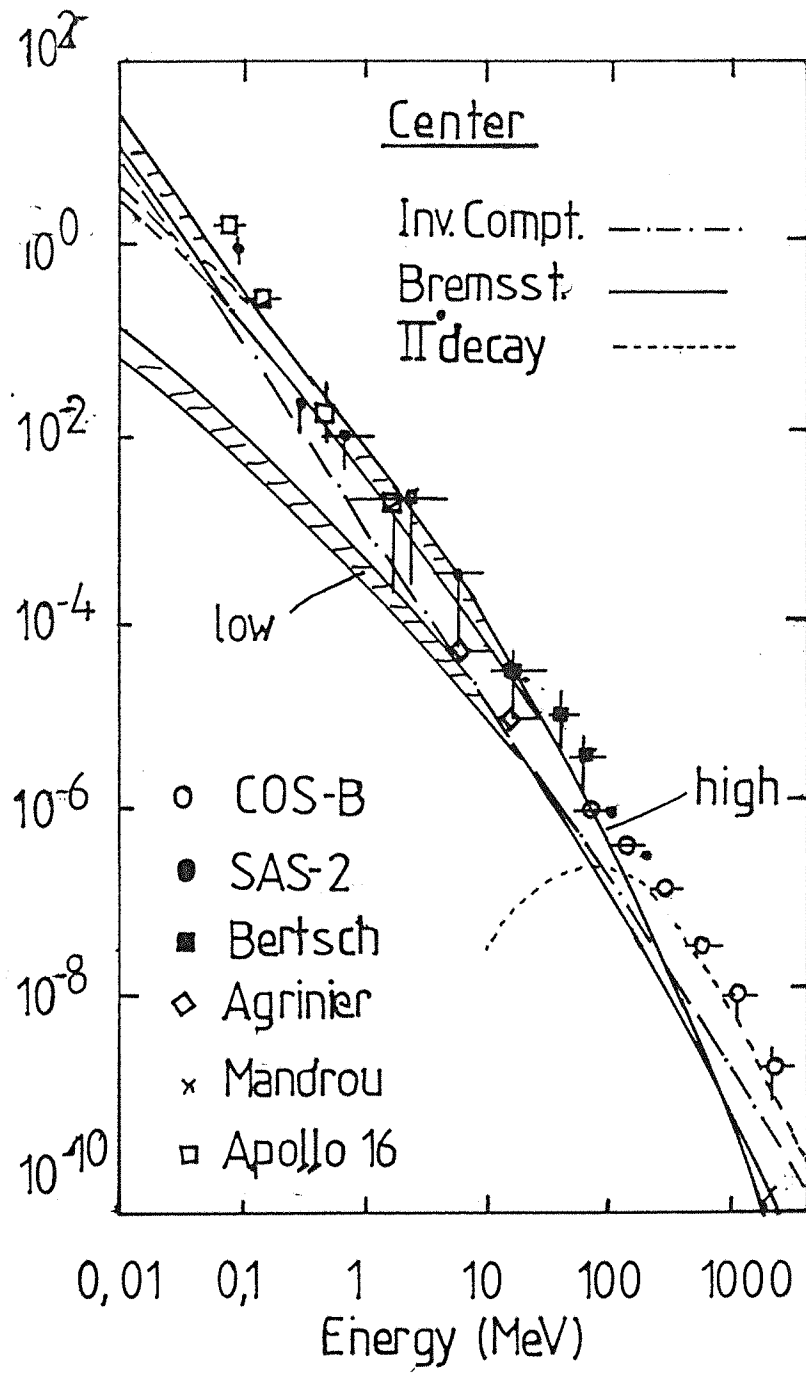 10²
10⁰
10⁻²
10⁻⁴
10⁻⁶
10⁻⁸
10⁻¹⁰
Center
Inv. Compt.
Bremsst.
II° decay
low
high
COS-B
SAS-2
Bertsch
Agrinier
Mandrou
Apollo 16
0,01 0,1 1 10 100 1000
Energy (MeV)